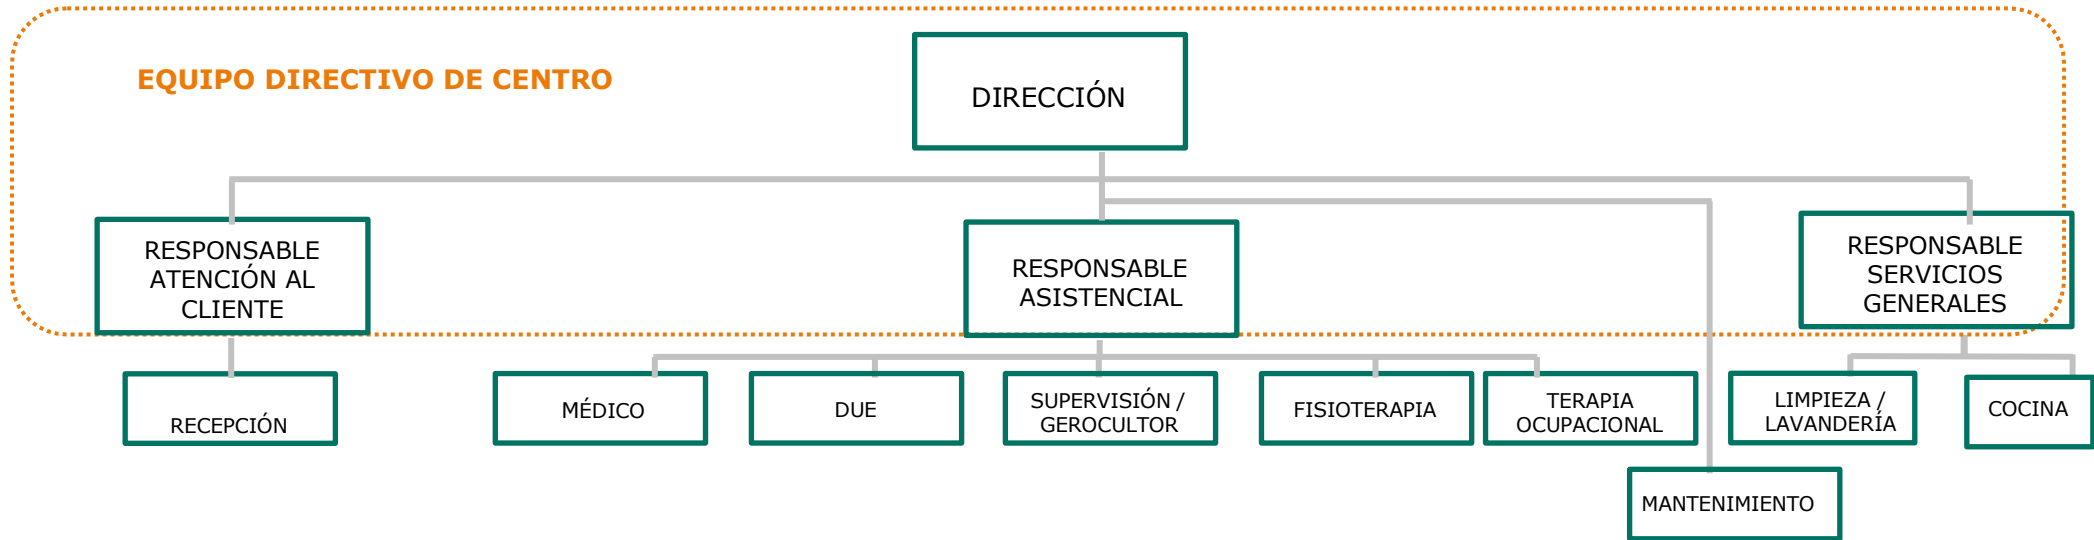 EQUIPO DIRECTIVO DE CENTRO
DIRECCIÓN
RESPONSABLE
ATENCIÓN AL
CLIENTE
RESPONSABLE
ASISTENCIAL
RESPONSABLE
SERVICIOS
GENERALES
RECEPCIÓN
MÉDICO
DUE
SUPERVISIÓN /
GEROCULTOR
FISIOTERAPIA
TERAPIA
OCUPACIONAL
LIMPIEZA /
LAVANDERÍA
COCINA
MANTENIMIENTO